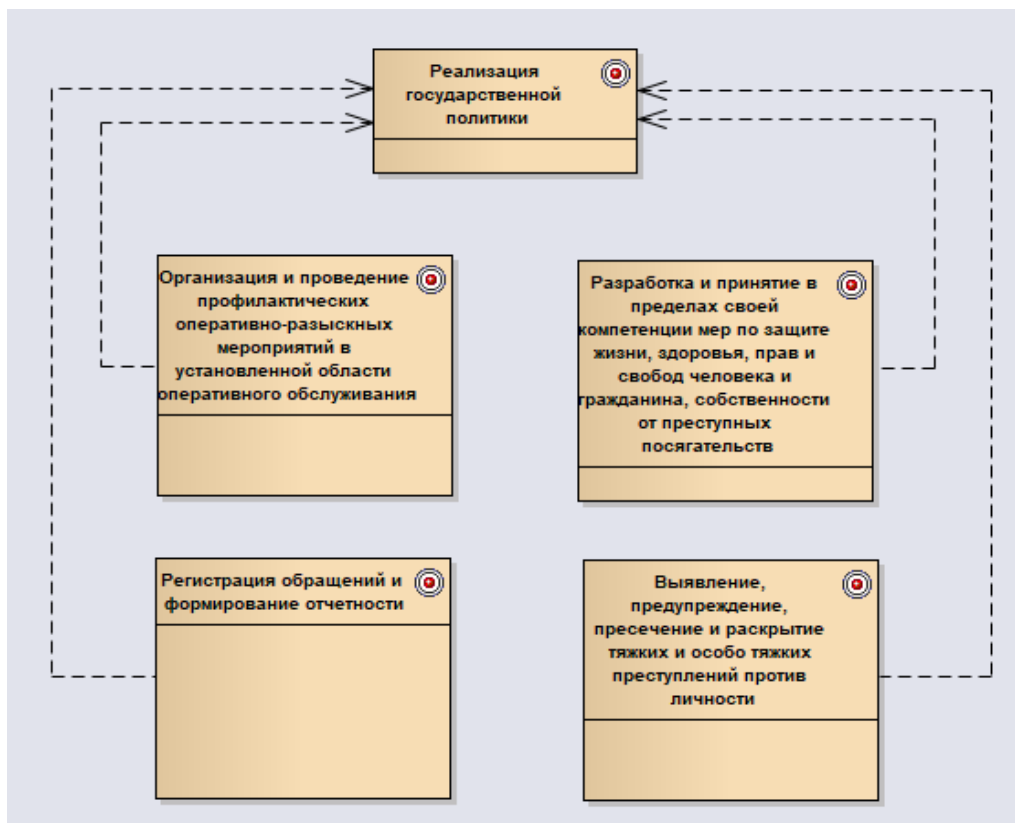 Реализация
государственной
политики
Организация и проведение
профилактических
оперативно-разыскных
мероприятий в
установленной области
оперативного обслуживания
Разработка и принятие в
пределах своей
компетенции мер по защите
жизни, здоровья, прав и
свобод человека и
гражданина, собственности
от преступных
посягательств
Регистрация обращений и
формирование отчетности
Выявление,
предупреждение,
пресечение и раскрытие
тяжких и особо тяжких
преступлений против
личности